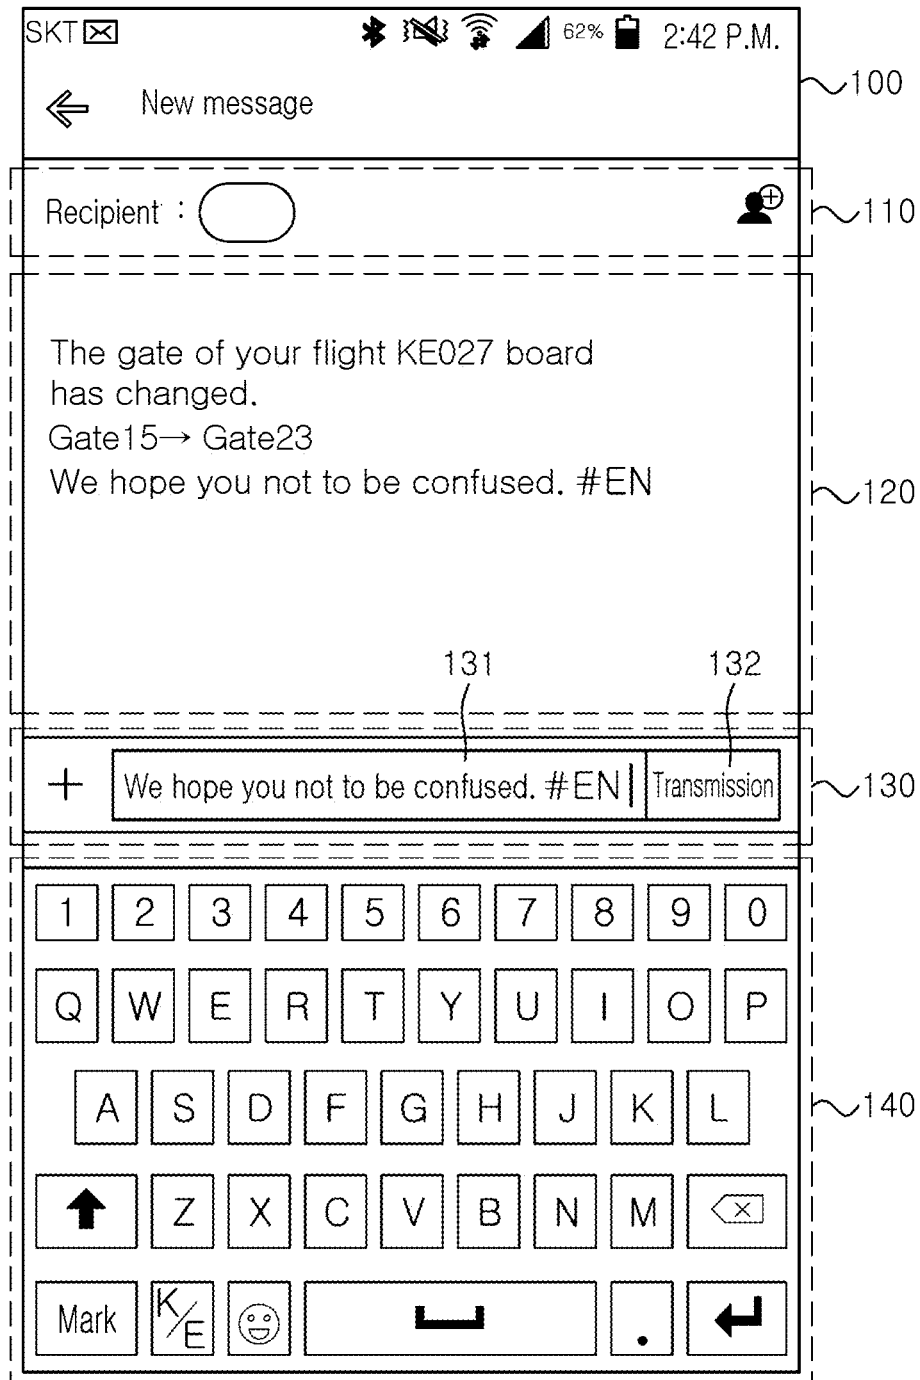 SKT 62% 2:42 P.M.
New message
100
Recipient :
110
The gate of your flight KE027 board
has changed.
Gate15→ Gate23
We hope you not to be confused. #EN
120
131 132
+ We hope you not to be confused. #EN Transmission
130
1 2 3 4 5 6 7 8 9 0
Q W E R T Y U I O P
A S D F G H J K L
140
Z X C V B N M
Mark K/E .